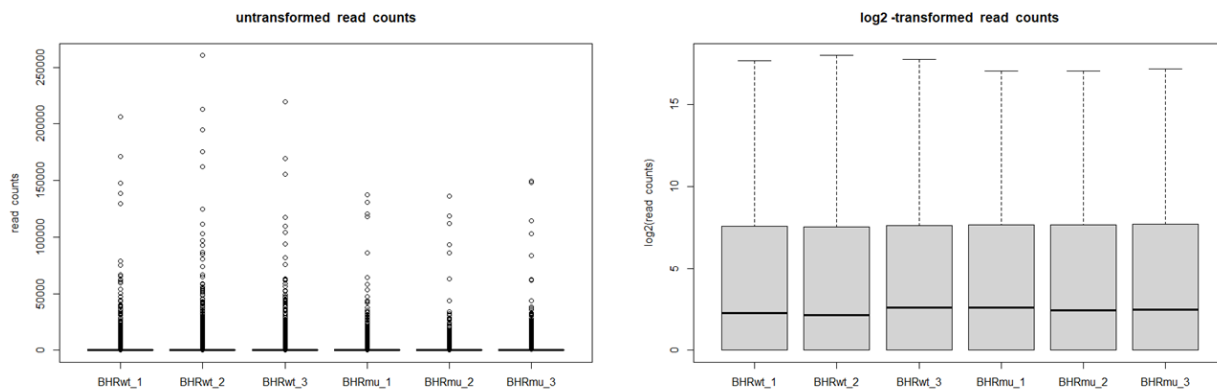 untransformed read counts
read counts
250000
200000
150000
100000
50000
0
BHRwt_1 BHRwt_2 BHRwt_3 BHRmu_1 BHRmu_2 BHRmu_3
log2 -transformed read counts
log2(read counts)
15
10
5
0
BHRwt_1 BHRwt_2 BHRwt_3 BHRmu_1 BHRmu_2 BHRmu_3